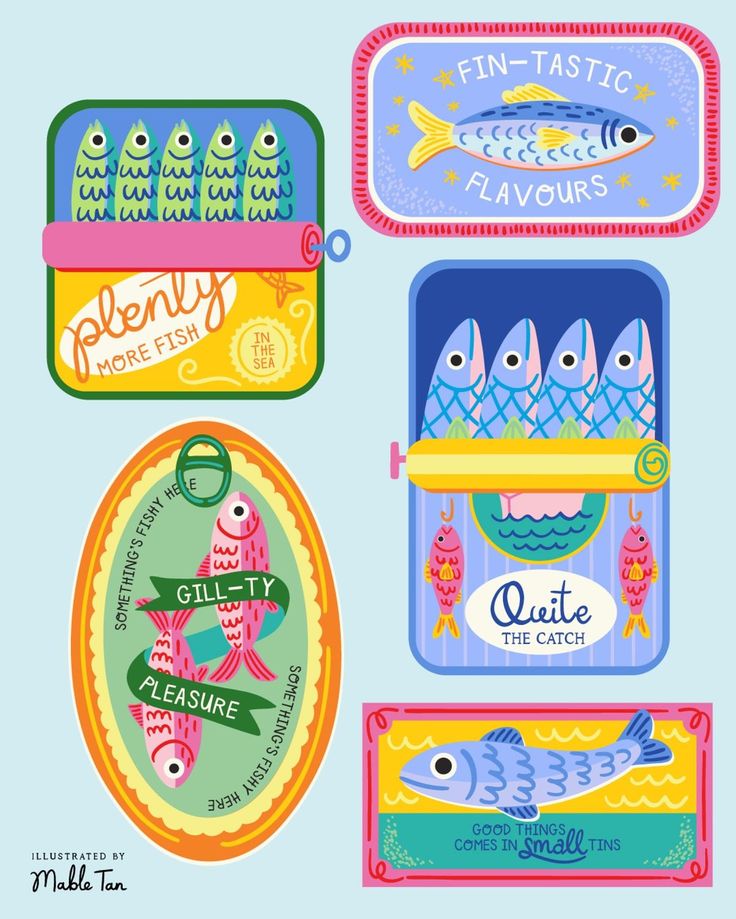 FIN-TASTIC
FLAVOURS
plenty
MORE FISH
IN
THE
SEA
SOMETHING'S FISHY HERE
GILL-TY
PLEASURE
SOMETHING'S FISHY HERE
Quite
THE CATCH
GOOD THINGS
COMES IN small TINS
ILLUSTRATED BY
Mable Tan